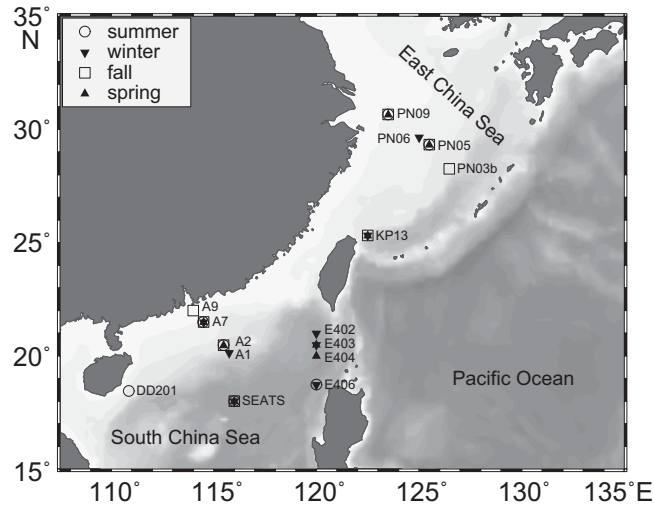 35°
N
summer
winter
fall
spring
East China Sea
PN09
30°
PN06
PN05
PN03b
25°
KP13
A9
A7
E402
A2
E403
20°
A1
E404
DD201
E406
Pacific Ocean
SEATS
South China Sea
15°
110° 115° 120° 125° 130° 135°E